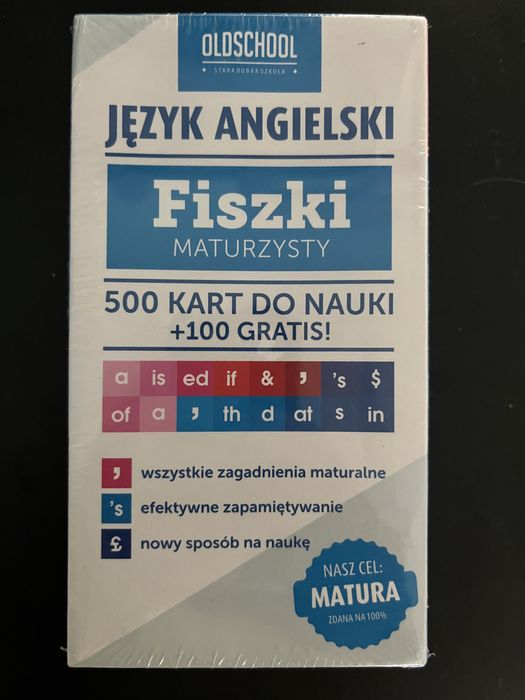 OLDSCHOOL
STARA DOBRA SZKOŁA
JĘZYK ANGIELSKI
Fiszki
MATURZYSTY
500 KART DO NAUKI
+100 GRATIS!
a is ed if & , 's $
of a , th d at s in
, wszystkie zagadnienia maturalne
's efektywne zapamiętywanie
£ nowy sposób na naukę
NASZ CEL:
MATURA
ZDANA NA 100%